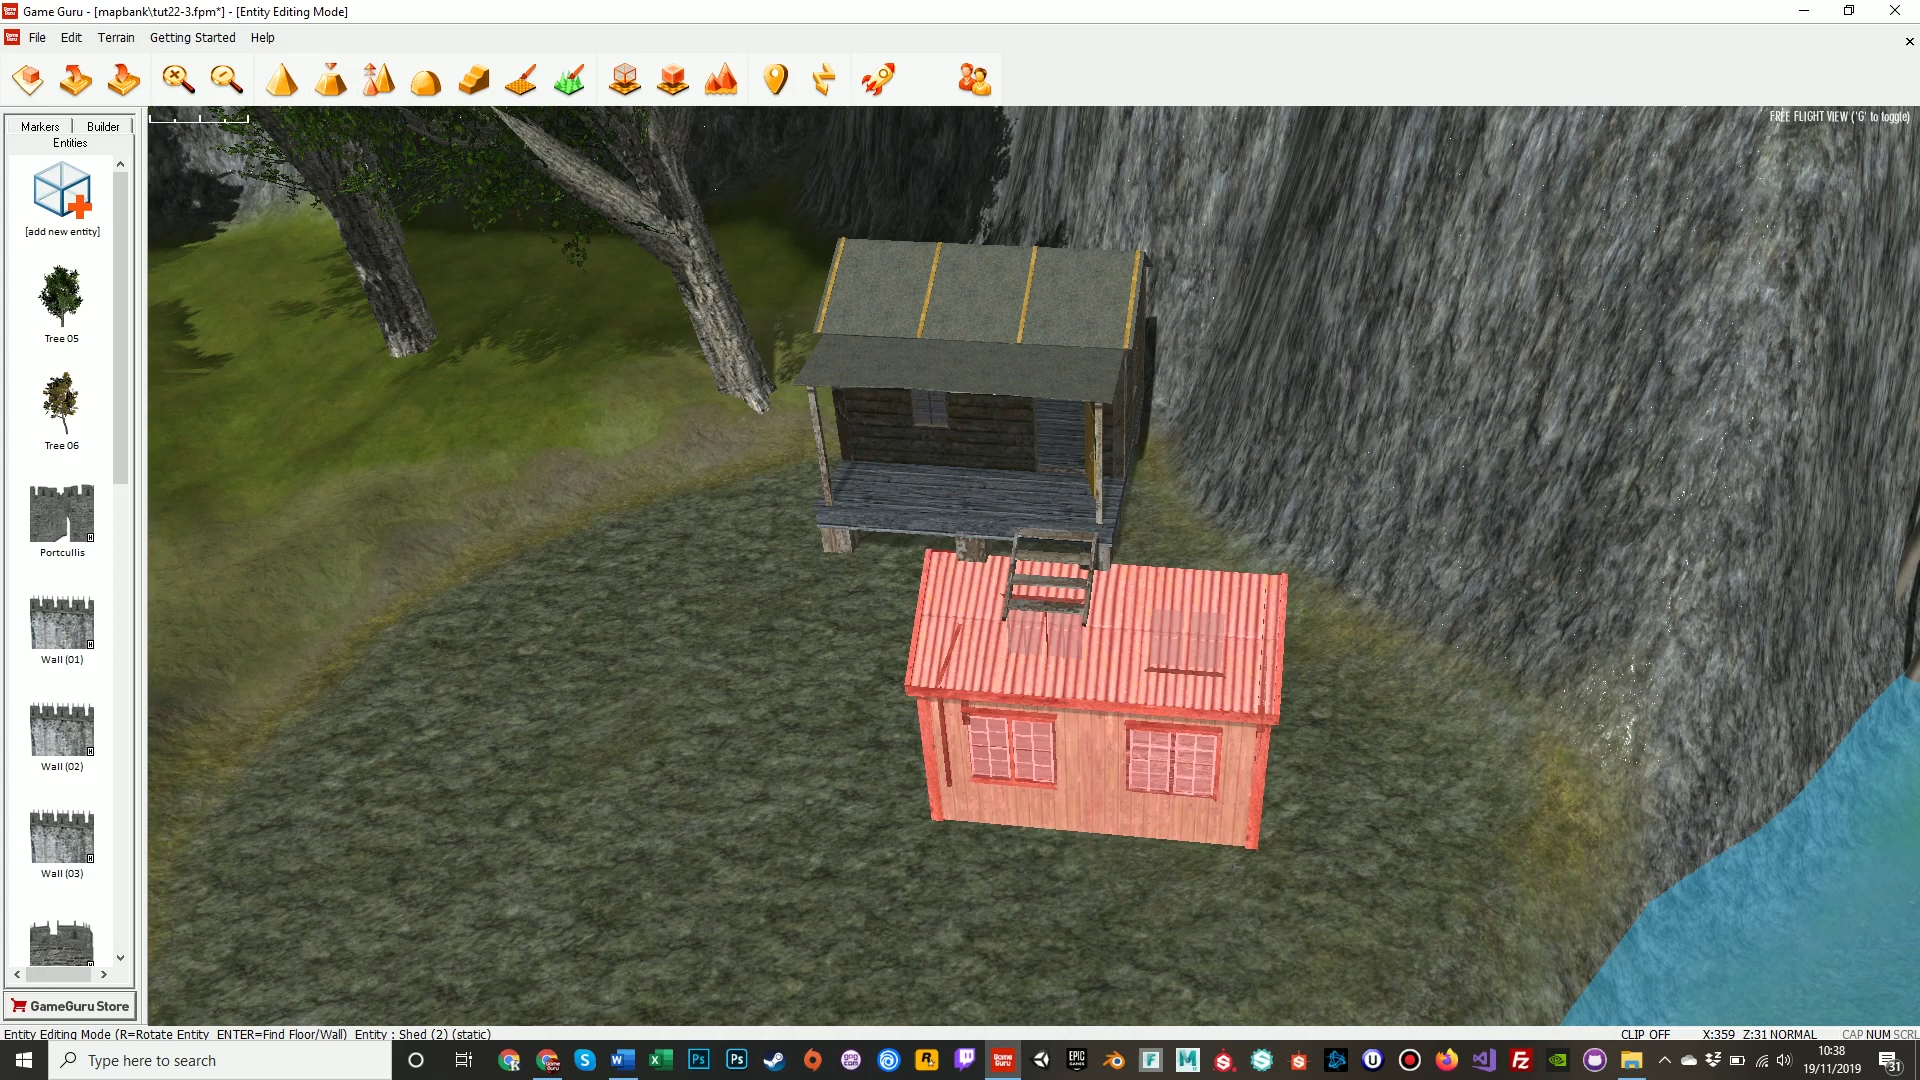 Game Guru - [mapbank\tut22-3.fpm*] - [Entity Editing Mode]
File Edit Terrain Getting Started Help
FREE FLIGHT VIEW ('G' to toggle)
Markers Builder
Entities
[add new entity]
Tree 05
Tree 06
Portcullis
Wall (01)
Wall (02)
Wall (03)
GameGuru Store
Entity Editing Mode (R=Rotate Entity ENTER=Find Floor/Wall) Entity : Shed (2) (static)
CLIP OFF X:359 Z:31 NORMAL CAP NUM SCRL
Type here to search
10:38
19/11/2019
31